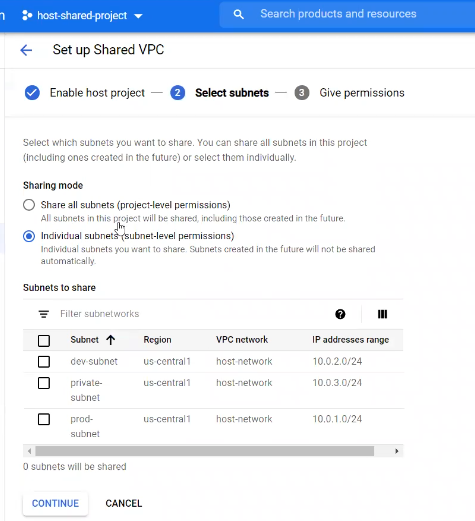 host-shared-project
Search products and resources
Set up Shared VPC
Enable host project — 2 Select subnets — 3 Give permissions
Select which subnets you want to share. You can share all subnets in this project
(including ones created in the future) or select them individually.
Sharing mode
Share all subnets (project-level permissions)
All subnets in this project will be shared, including those created in the future.
Individual subnets (subnet-level permissions)
Individual subnets you want to share. Subnets created in the future will not be shared
automatically.
Subnets to share
Filter subnetworks
Subnet Region VPC network IP addresses range
dev-subnet us-central1 host-network 10.0.2.0/24
private-
subnet us-central1 host-network 10.0.3.0/24
prod-
subnet us-central1 host-network 10.0.1.0/24
0 subnets will be shared
CONTINUE CANCEL